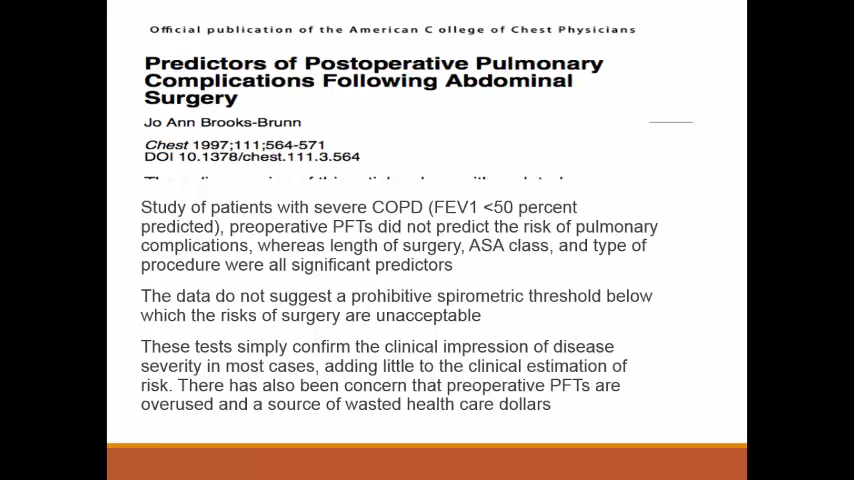 Official publication of the American C ollege of Chest Physicians
Predictors of Postoperative Pulmonary
Complications Following Abdominal
Surgery
Jo Ann Brooks-Brunn
Chest 1997;111;564-571
DOI 10.1378/chest.111.3.564
Study of patients with severe COPD (FEV1 <50 percent
predicted), preoperative PFTs did not predict the risk of pulmonary
complications, whereas length of surgery, ASA class, and type of
procedure were all significant predictors
The data do not suggest a prohibitive spirometric threshold below
which the risks of surgery are unacceptable
These tests simply confirm the clinical impression of disease
severity in most cases, adding little to the clinical estimation of
risk. There has also been concern that preoperative PFTs are
overused and a source of wasted health care dollars